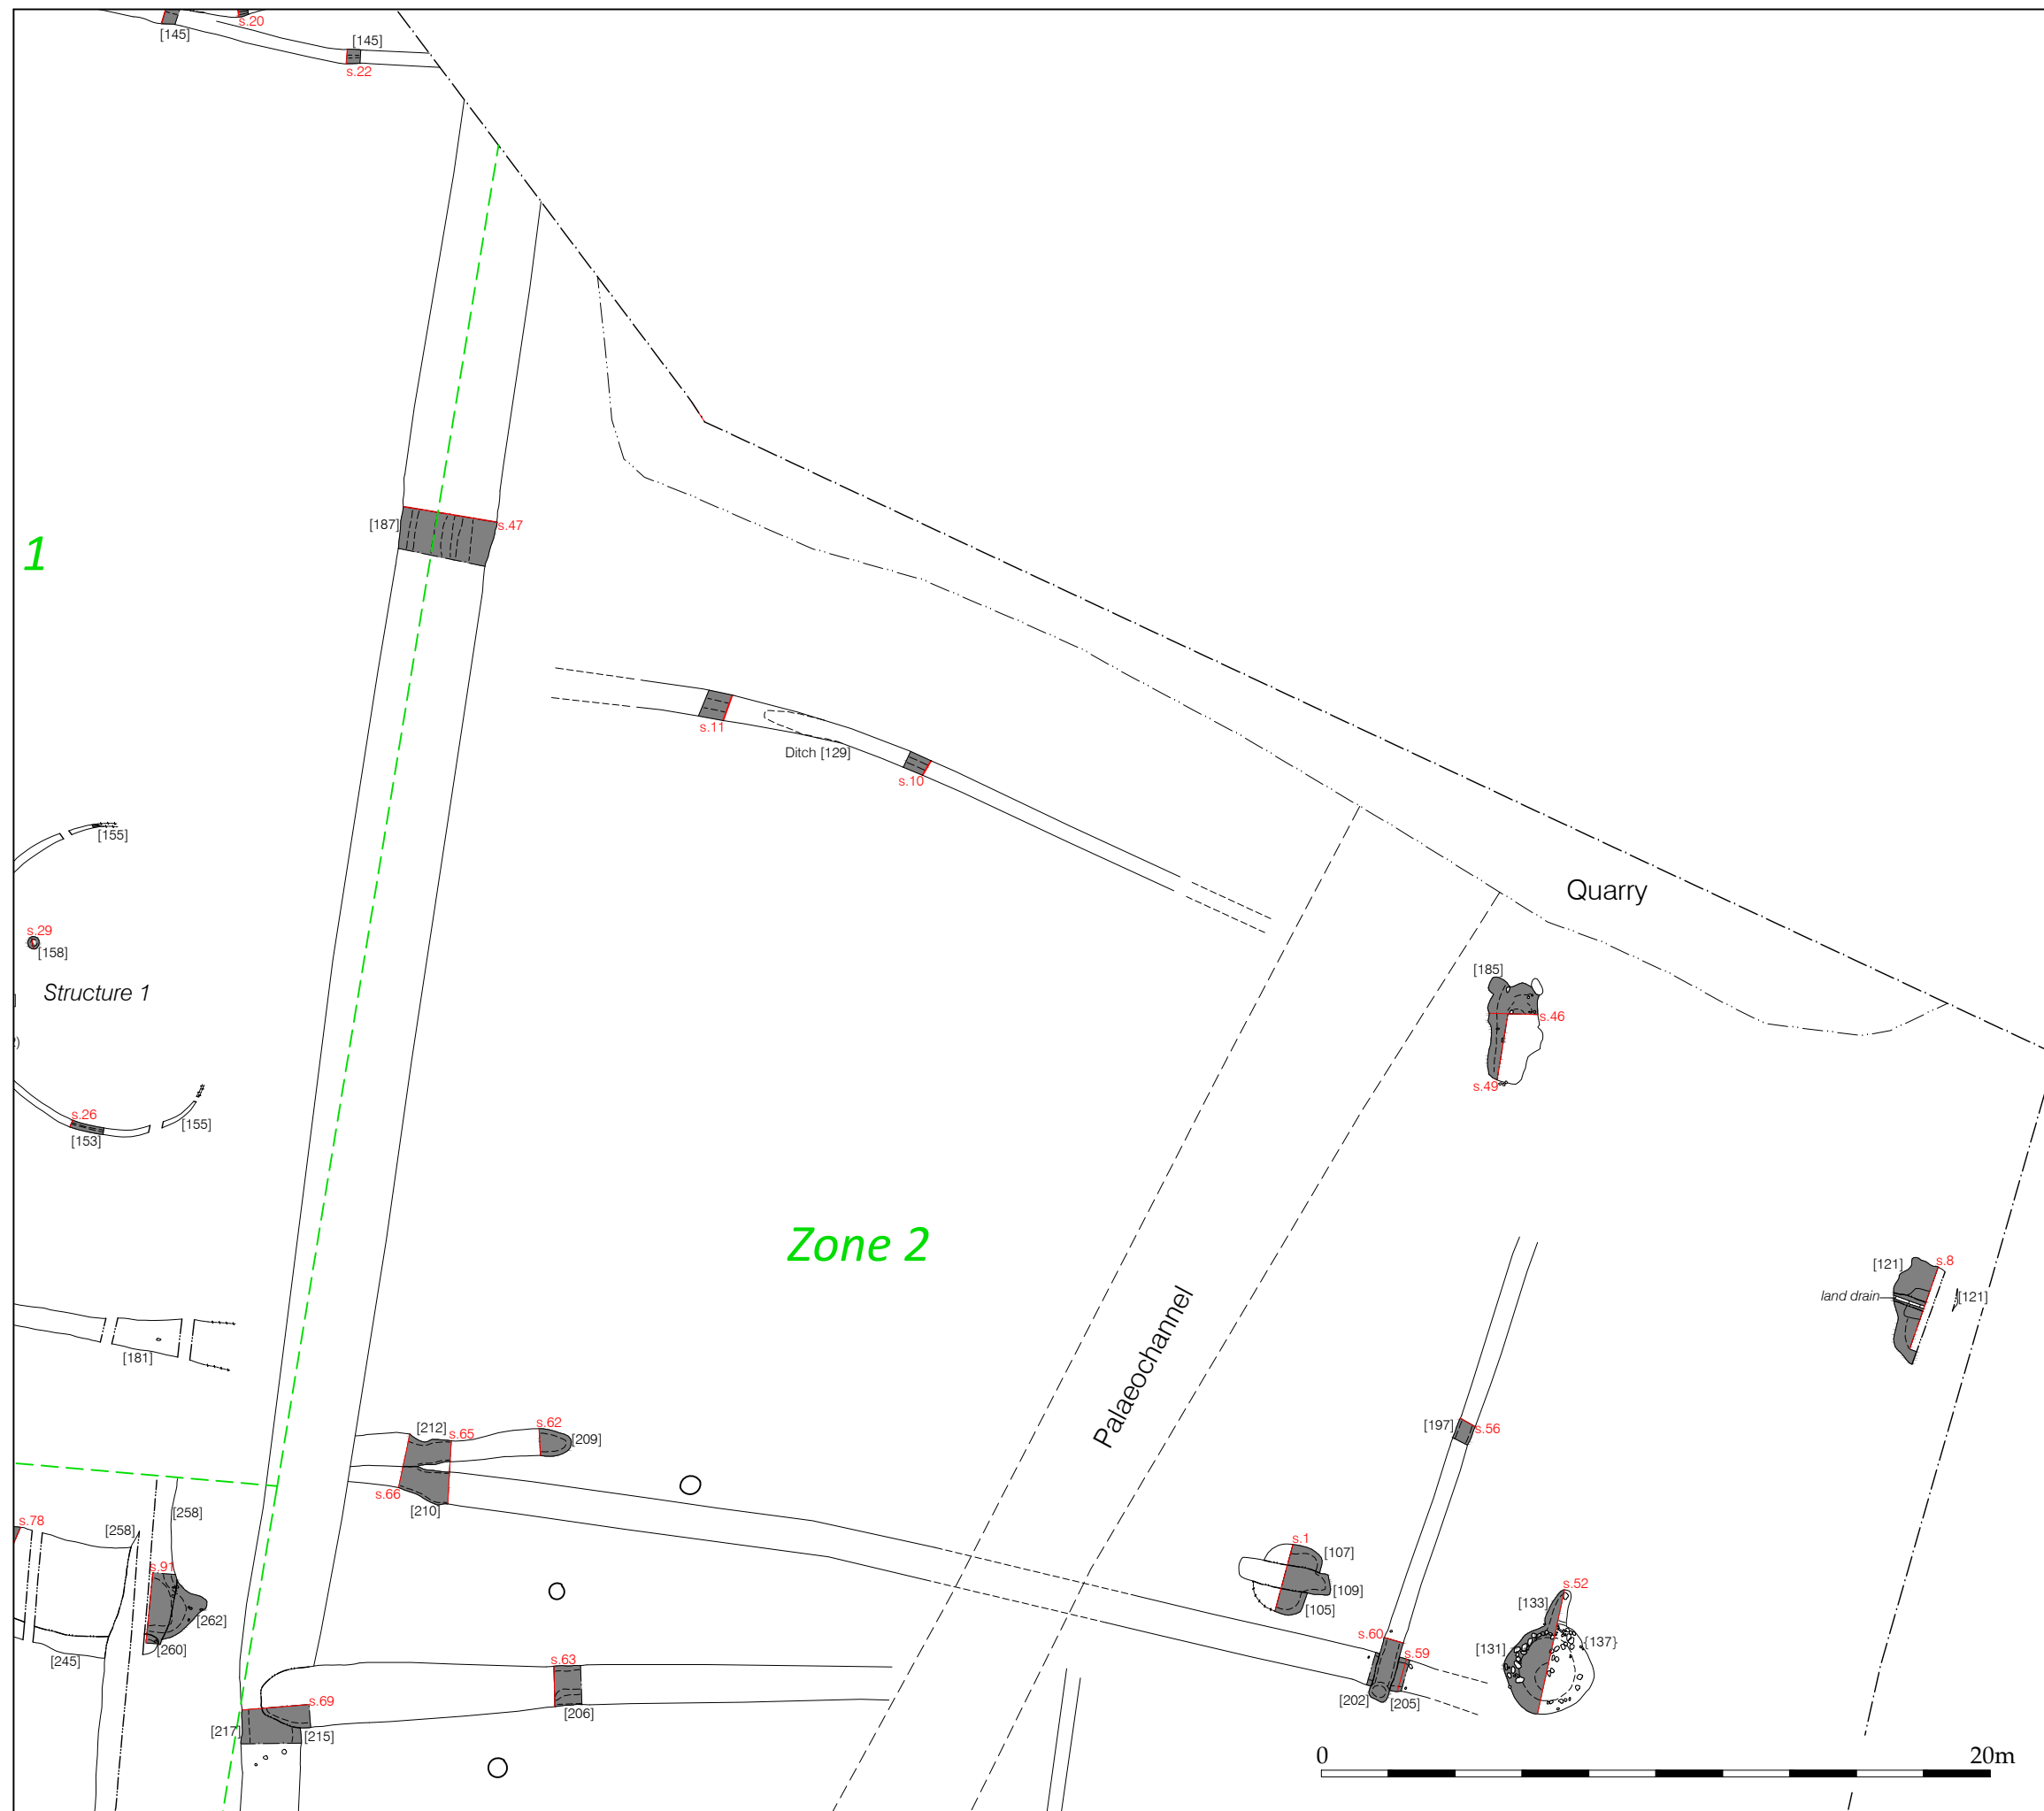 s.20
[145]
[145]
s.22
[187]
s.47
1
s.11
Ditch [129]
s.10
[155]
Quarry
s.29
[158]
[185]
Structure 1
s.46
s.49
s.26
[155]
[153]
Zone 2
[121]
s.8
land drain
[121]
Palaeochannel
[181]
[212]
s.65
s.62
[209]
[197]
s.56
s.66
[210]
s.78
[258]
[258]
s.1
[107]
s.91
[109]
s.52
[105]
[133]
[262]
s.60
[131]
{137}
[260]
s.59
[245]
s.63
[202]
[205]
s.69
[206]
[217]
[215]
0
20m